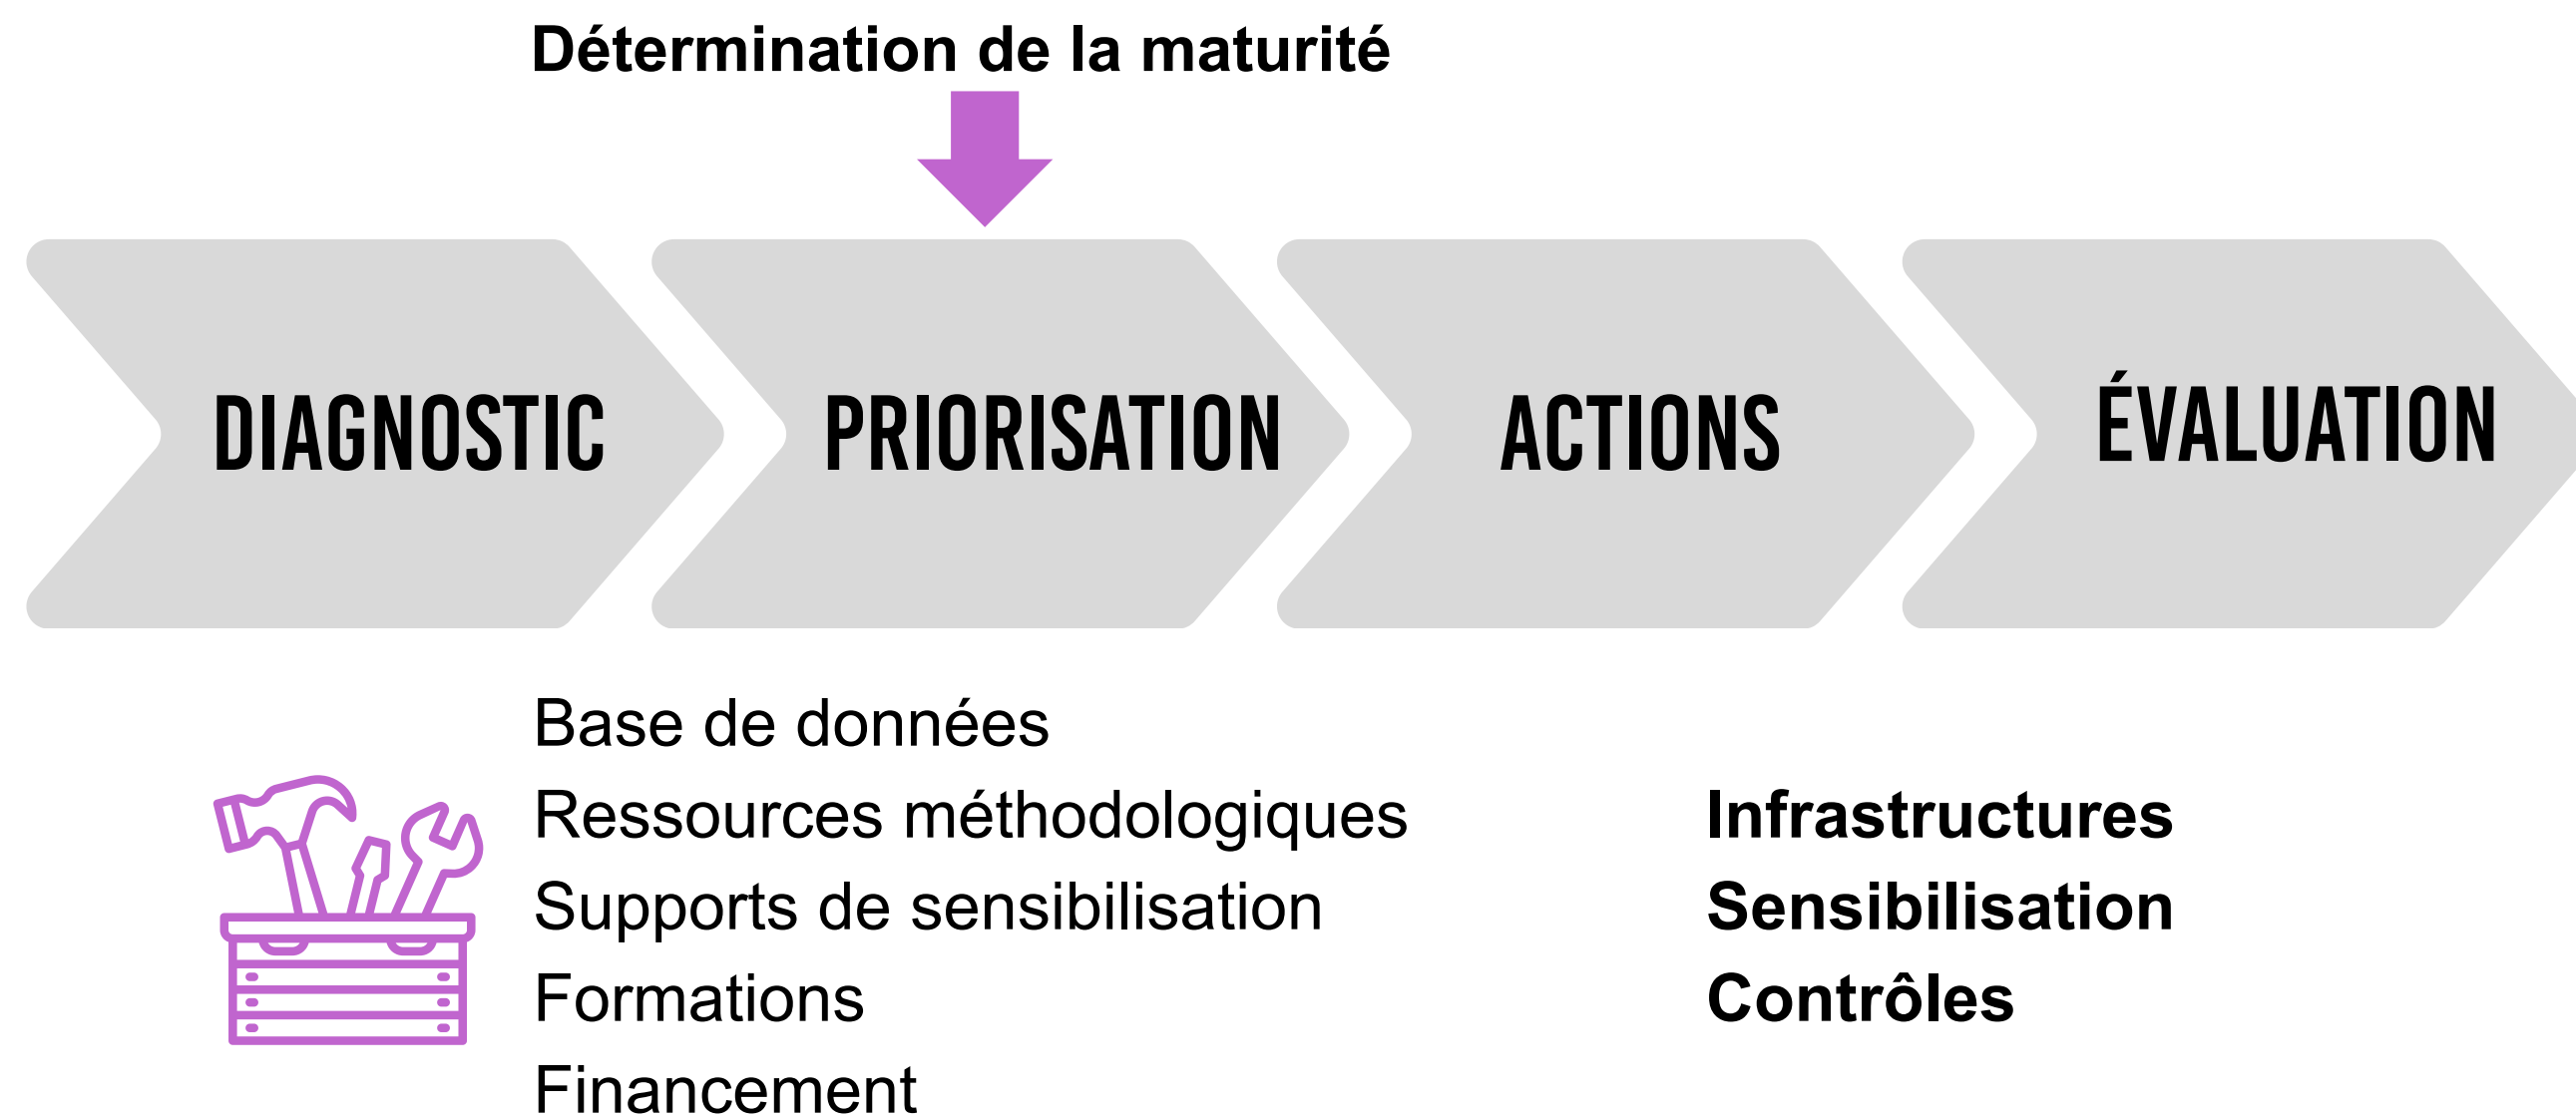 Détermination de la maturité
DIAGNOSTIC
PRIORISATION
ACTIONS
ÉVALUATION
Base de données
Ressources méthodologiques
Supports de sensibilisation
Formations
Financement
Infrastructures
Sensibilisation
Contrôles